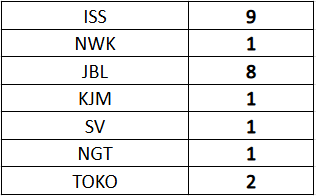 ISS 9
NWK 1
JBL 8
KJM 1
SV 1
NGT 1
TOKO 2